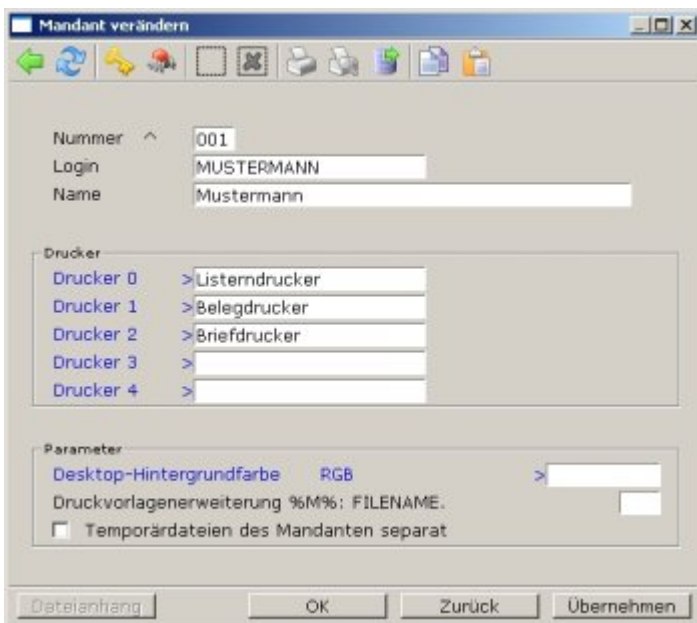 Mandant verändern
Nummer ^ 001
Login MUSTERMANN
Name Mustermann
Drucker
Drucker 0 >Listerndrucker
Drucker 1 >Belegdrucker
Drucker 2 >Briefdrucker
Drucker 3 >
Drucker 4 >
Parameter
Desktop-Hintergrundfarbe RGB >
Druckvorlagenerweiterung %M%: FILENAME.
Temporärdateien des Mandanten separat
Dateianhang OK Zurück Übernehmen